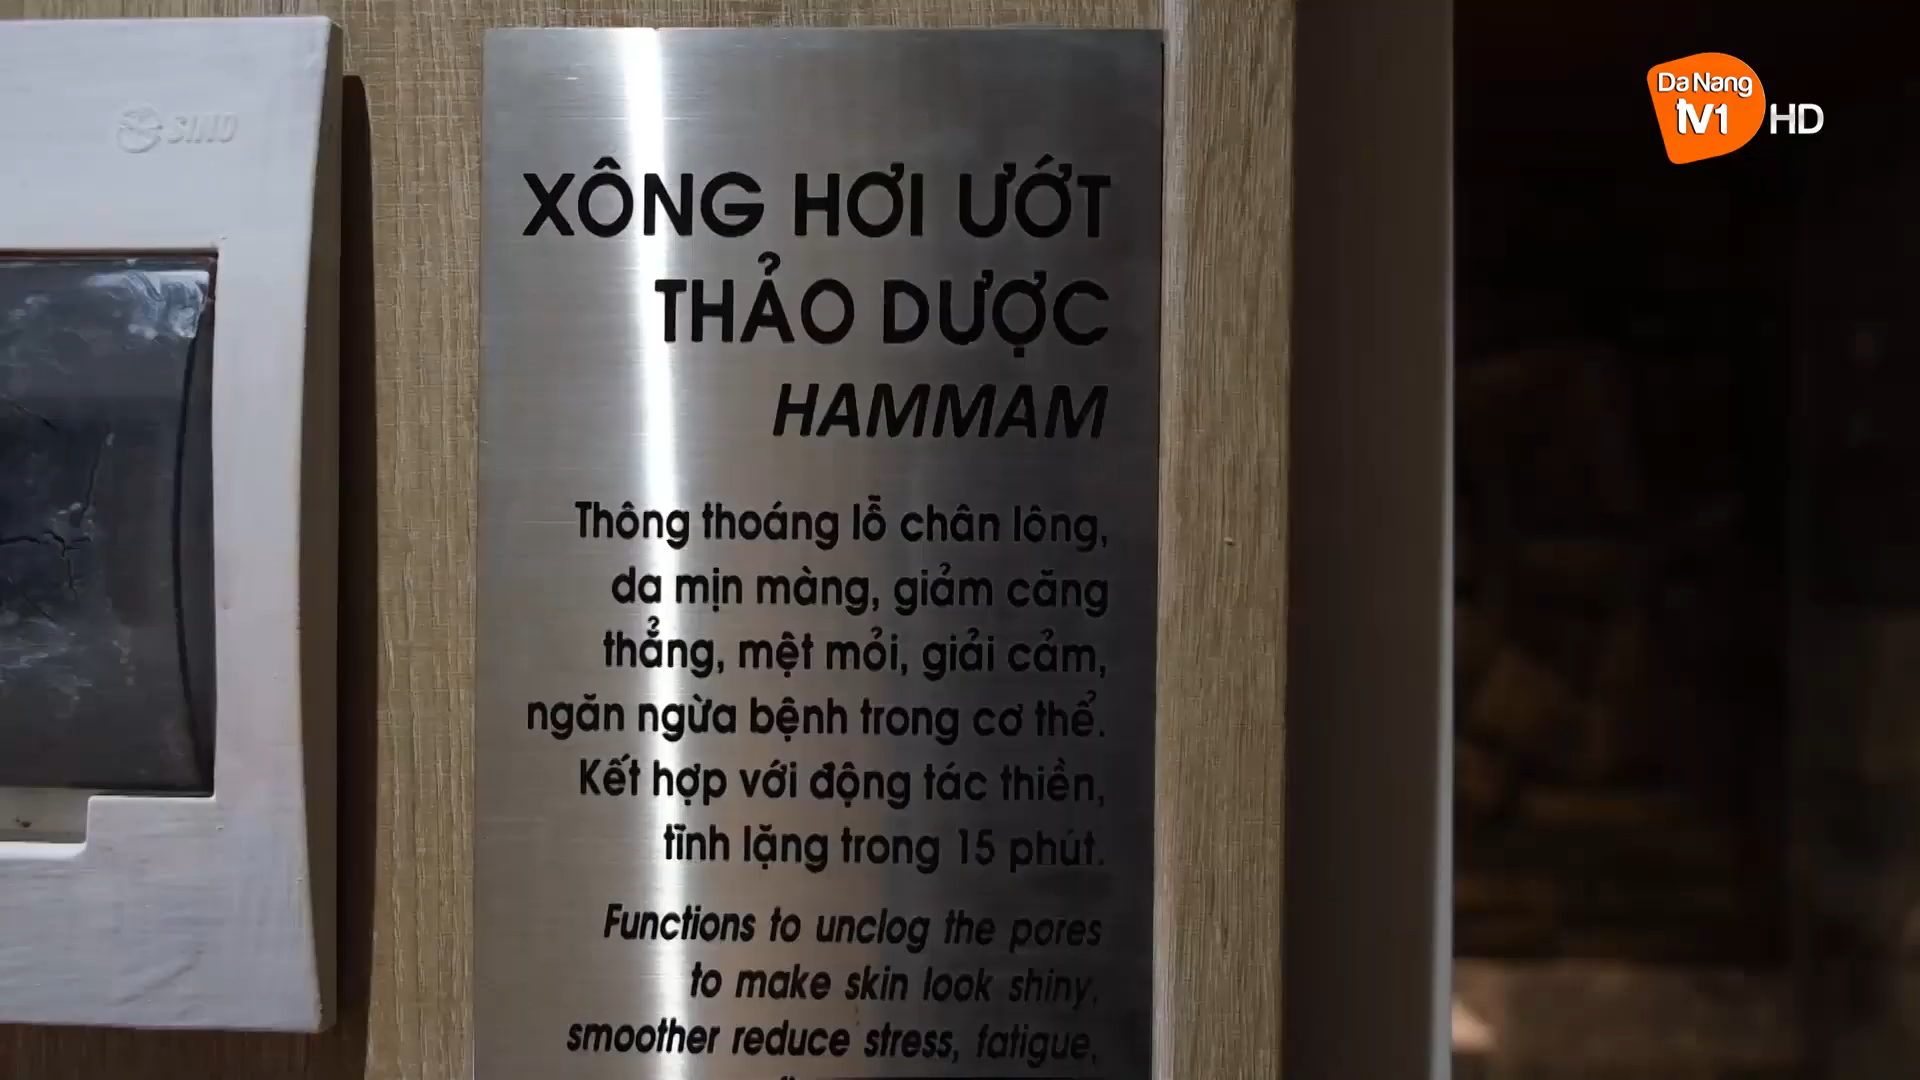 SINO
Da Nang
tv1 HD
XÔNG HƠI ƯỚT
THẢO DƯỢC
HAMMAM
Thông thoáng lỗ chân lông,
da mịn màng, giảm căng
thẳng, mệt mỏi, giải cảm,
ngăn ngừa bệnh trong cơ thể.
Kết hợp với động tác thiền,
tĩnh lặng trong 15 phút.
Functions to unclog the pores
to make skin look shiny,
smoother reduce stress, fatigue,